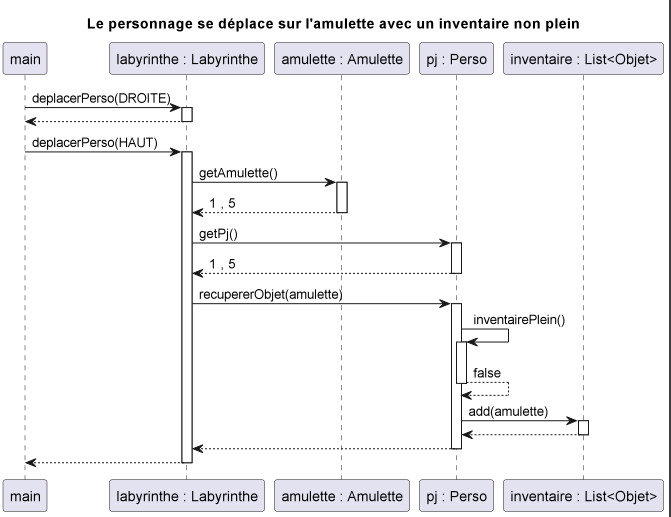 Le personnage se déplace sur l'amulette avec un inventaire non plein
main
labyrinthe : Labyrinthe
amulette : Amulette
pj : Perso
inventaire : List<Objet>
deplacerPerso(DROITE)
deplacerPerso(HAUT)
getAmulette()
1 , 5
getPj()
1 , 5
recupererObjet(amulette)
inventairePlein()
false
add(amulette)
main
labyrinthe : Labyrinthe
amulette : Amulette
pj : Perso
inventaire : List<Objet>